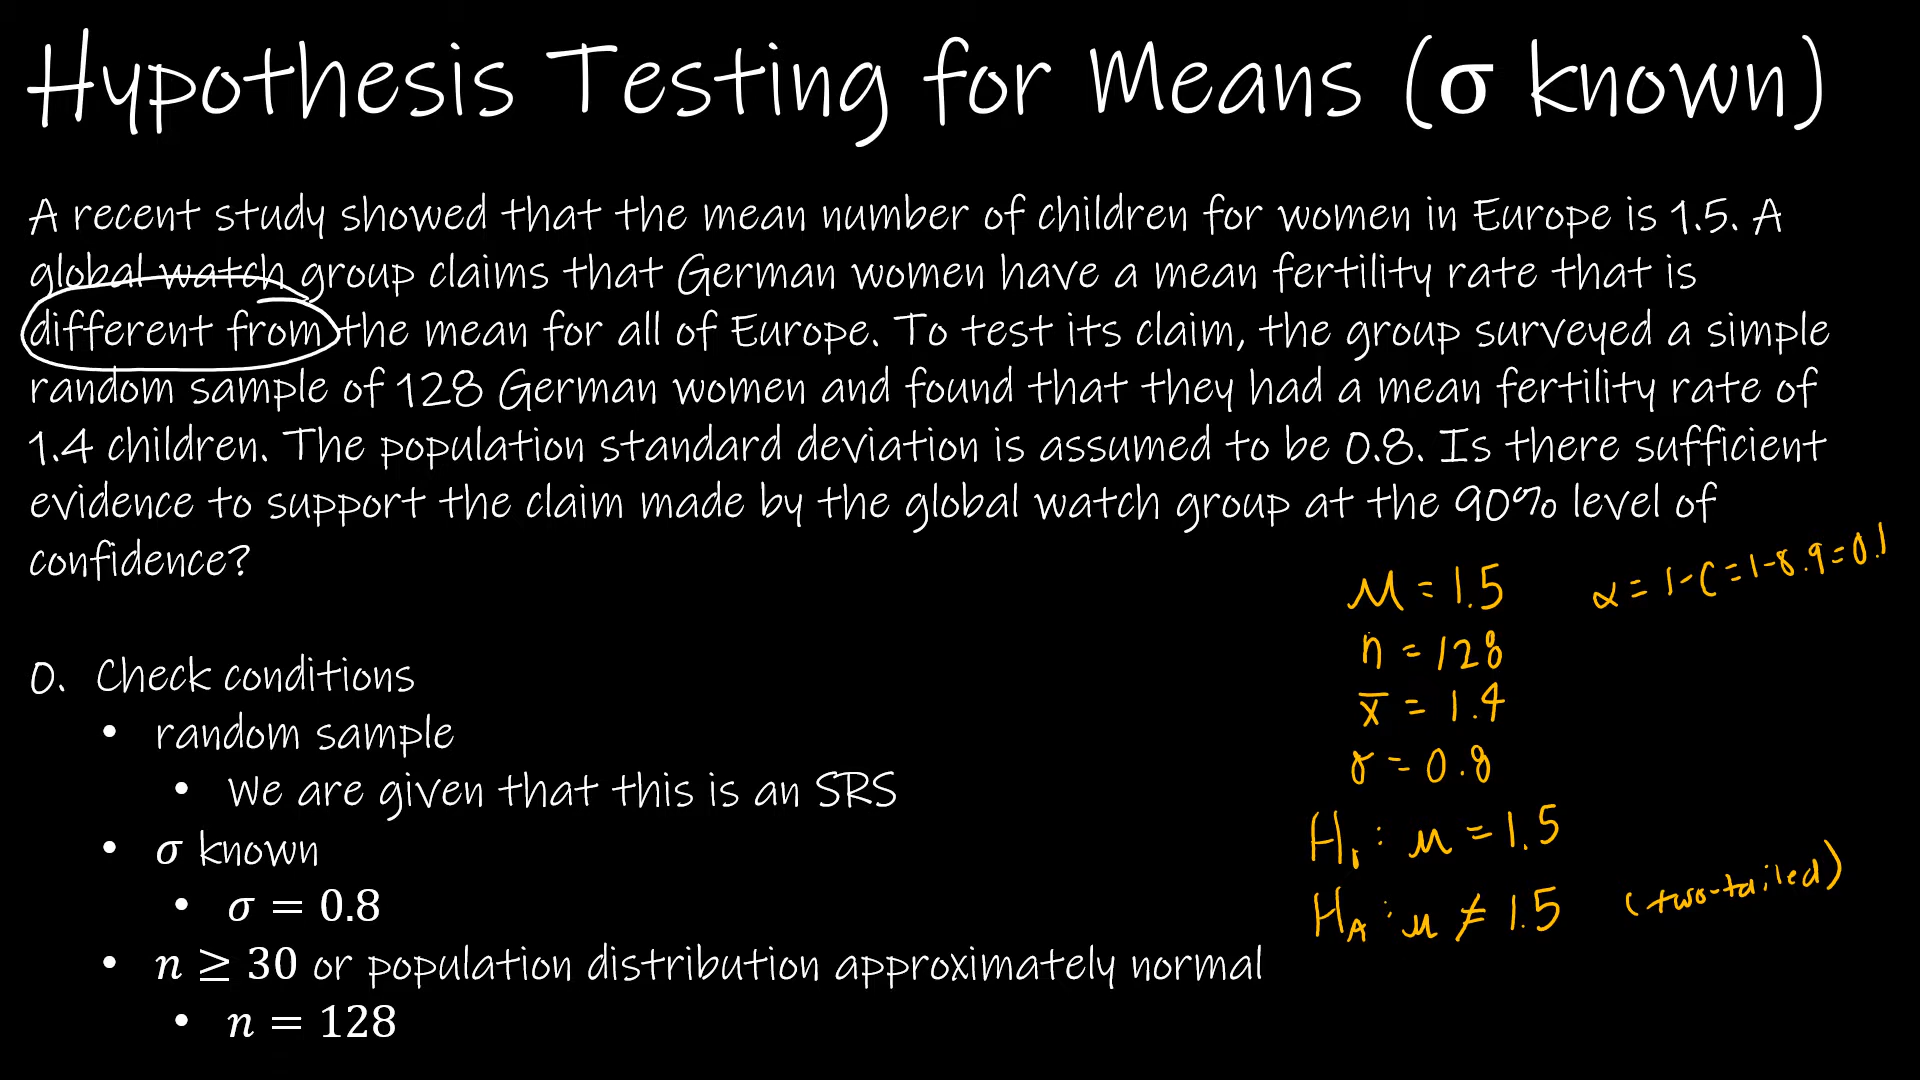 Hypothesis Testing for Means (σ known)
A recent study showed that the mean number of children for women in Europe is 1.5. A
global watch group claims that German women have a mean fertility rate that is
different from the mean for all of Europe. To test its claim, the group surveyed a simple
random sample of 128 German women and found that they had a mean fertility rate of
1.4 children. The population standard deviation is assumed to be 0.8. Is there sufficient
evidence to support the claim made by the global watch group at the 90% level of
confidence?
α = 1-C = 1-0.9 = 0.1
μ = 1.5
n = 128
x̄ = 1.4
σ = 0.8
H₁ : μ = 1.5
H_A : μ ≠ 1.5 (two-tailed)
0. Check conditions
• random sample
• We are given that this is an SRS
• σ known
• σ = 0.8
• n ≥ 30 or population distribution approximately normal
• n = 128